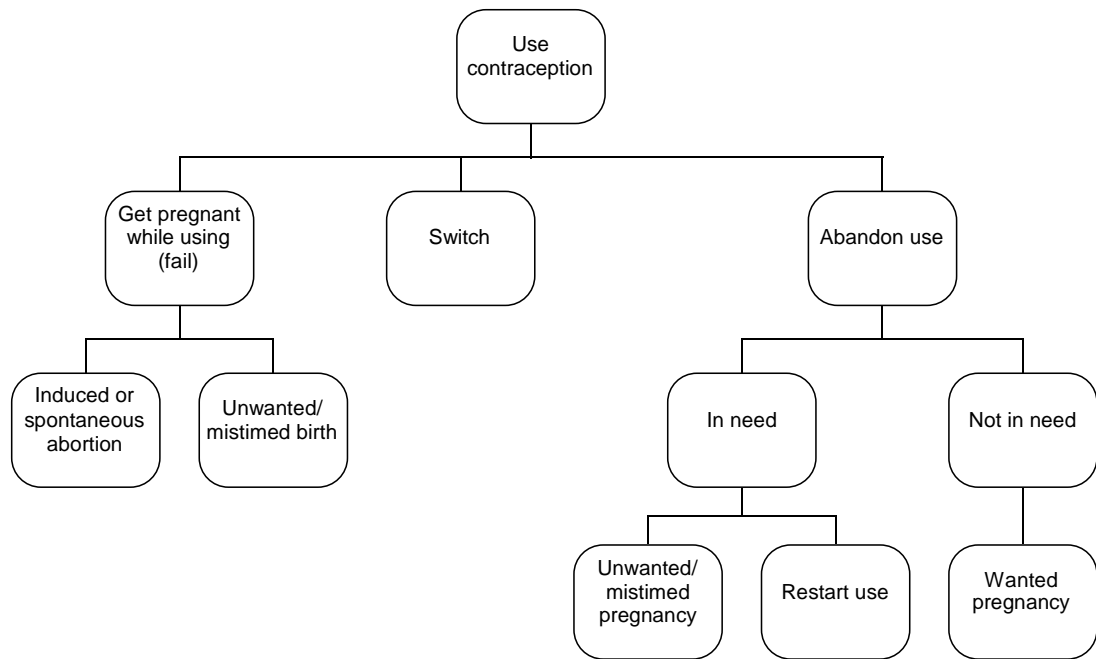 Use
contraception
Get pregnant
while using
(fail)
Switch
Abandon use
Induced or
spontaneous
abortion
Unwanted/
mistimed birth
In need
Not in need
Unwanted/
mistimed
pregnancy
Restart use
Wanted
pregnancy